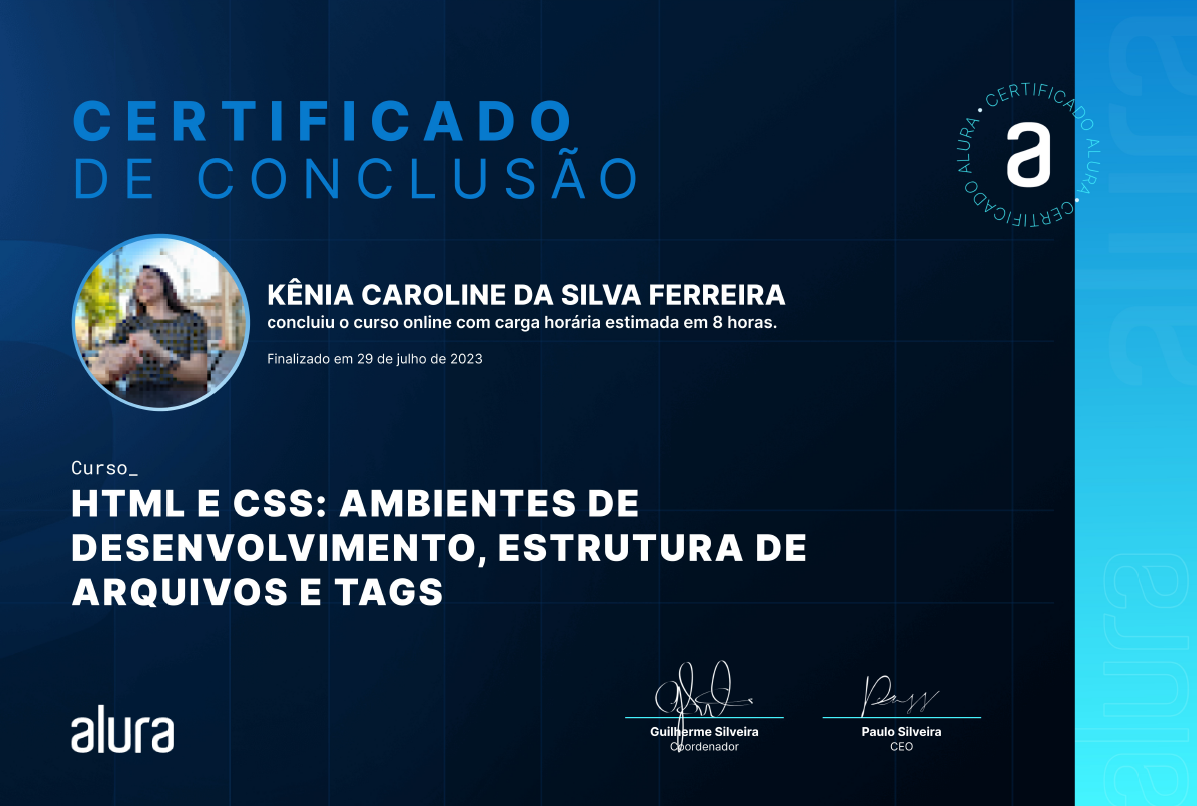 CERTIFICADO
DE CONCLUSÃO
CERTIFICADO ALURA • CERTIFICADO ALURA •
a
KÊNIA CAROLINE DA SILVA FERREIRA
concluiu o curso online com carga horária estimada em 8 horas.
Finalizado em 29 de julho de 2023
Curso_
HTML E CSS: AMBIENTES DE
DESENVOLVIMENTO, ESTRUTURA DE
ARQUIVOS E TAGS
alura
Guilherme Silveira
Coordenador
Paulo Silveira
CEO
alura
alura